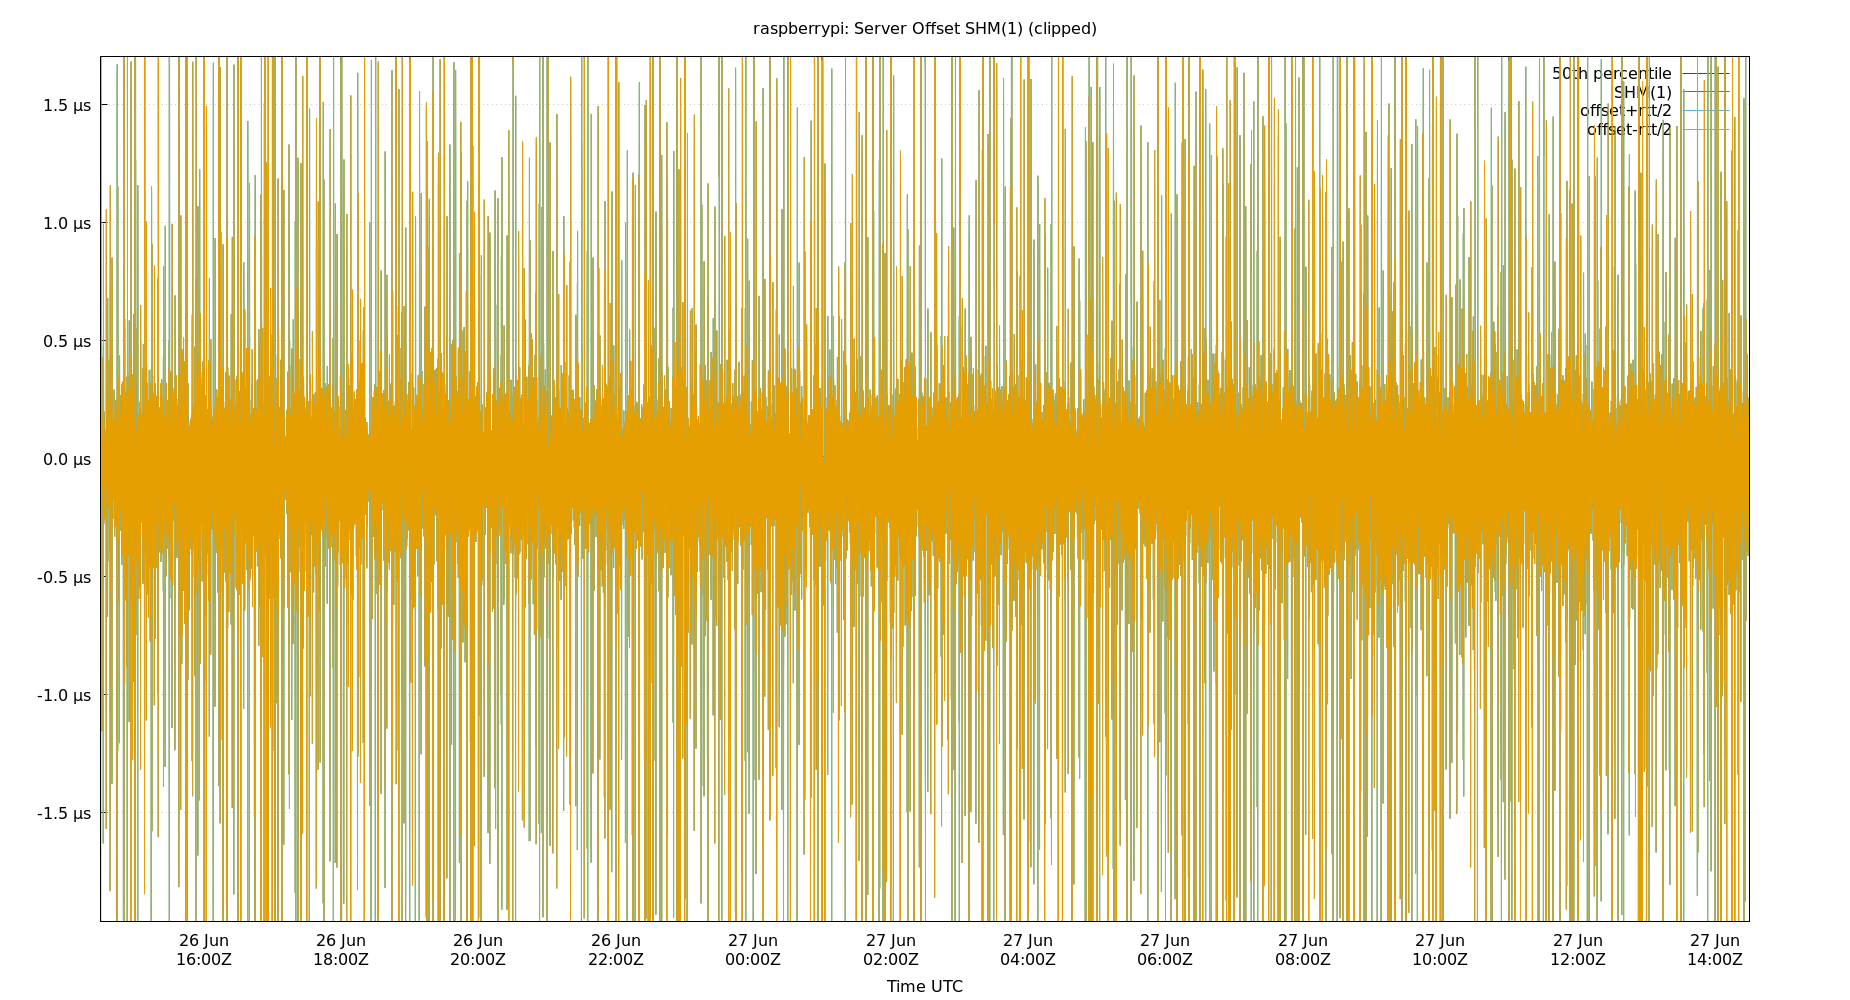 raspberrypi: Server Offset SHM(1) (clipped)
50th percentile
SHM(1)
offset+rtt/2
offset-rtt/2
1.5 µs
1.0 µs
0.5 µs
0.0 µs
-0.5 µs
-1.0 µs
-1.5 µs
26 Jun 26 Jun 26 Jun 26 Jun 27 Jun 27 Jun 27 Jun 27 Jun 27 Jun 27 Jun 27 Jun 27 Jun
16:00Z 18:00Z 20:00Z 22:00Z 00:00Z 02:00Z 04:00Z 06:00Z 08:00Z 10:00Z 12:00Z 14:00Z
Time UTC